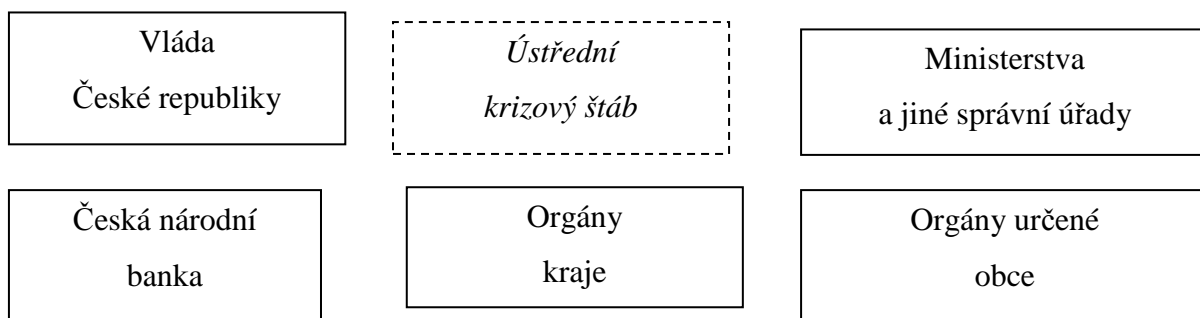 Vláda
České republiky
Ústřední
krizový štáb
Ministerstva
a jiné správní úřady
Česká národní
banka
Orgány
kraje
Orgány určené
obce